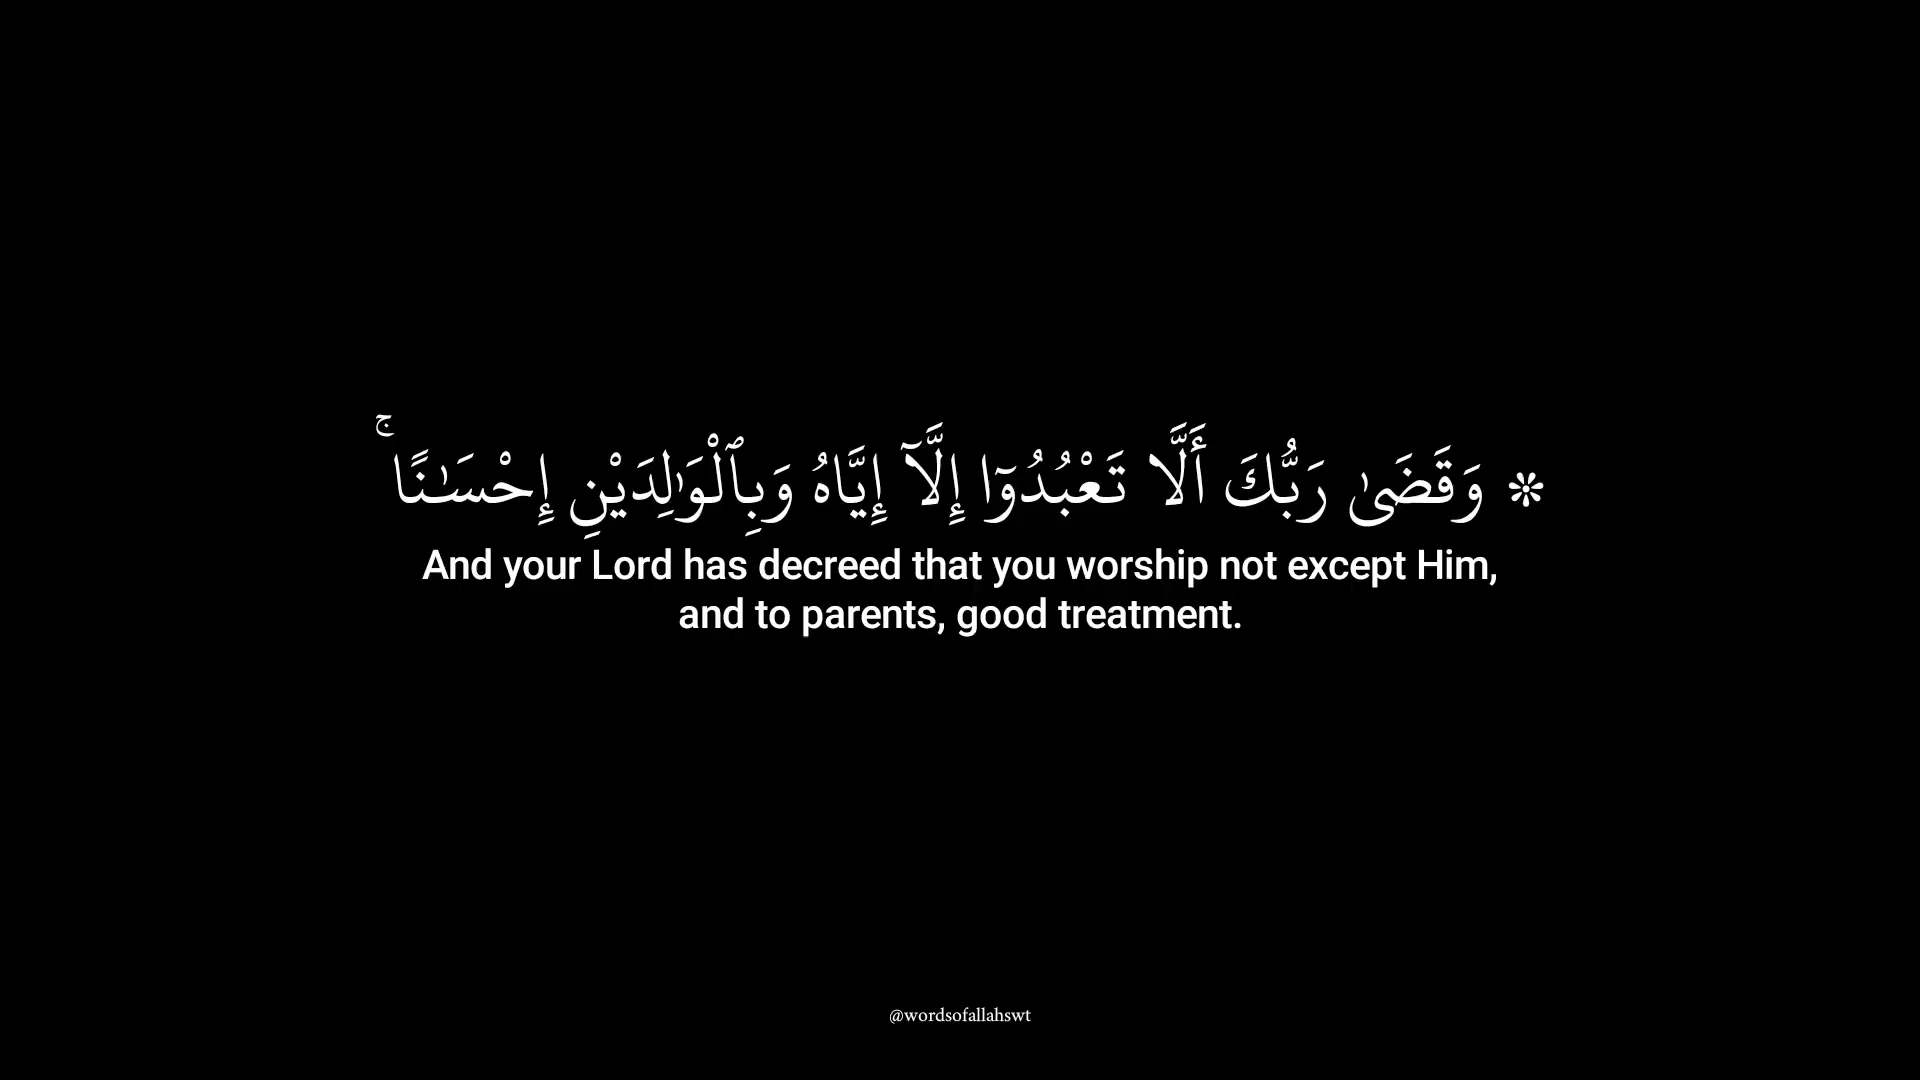 ۞ وَقَضَىٰ رَبُّكَ أَلَّا تَعْبُدُوٓا۟ إِلَّآ إِيَّاهُ وَبِٱلْوَٰلِدَيْنِ إِحْسَـٰنًا ۚ
And your Lord has decreed that you worship not except Him,
and to parents, good treatment.
@wordsofallahswt